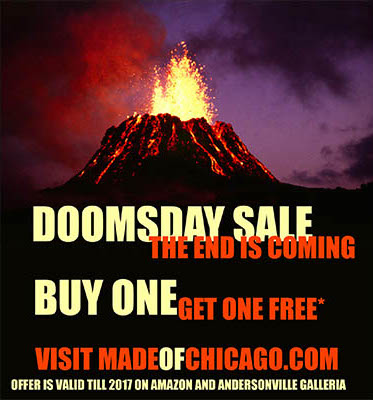 DOOMSDAY SALE
THE END IS COMING
BUY ONE
GET ONE FREE*
VISIT MADEOFCHICAGO.COM
OFFER IS VALID TILL 2017 ON AMAZON AND ANDERSONVILLE GALLERIA